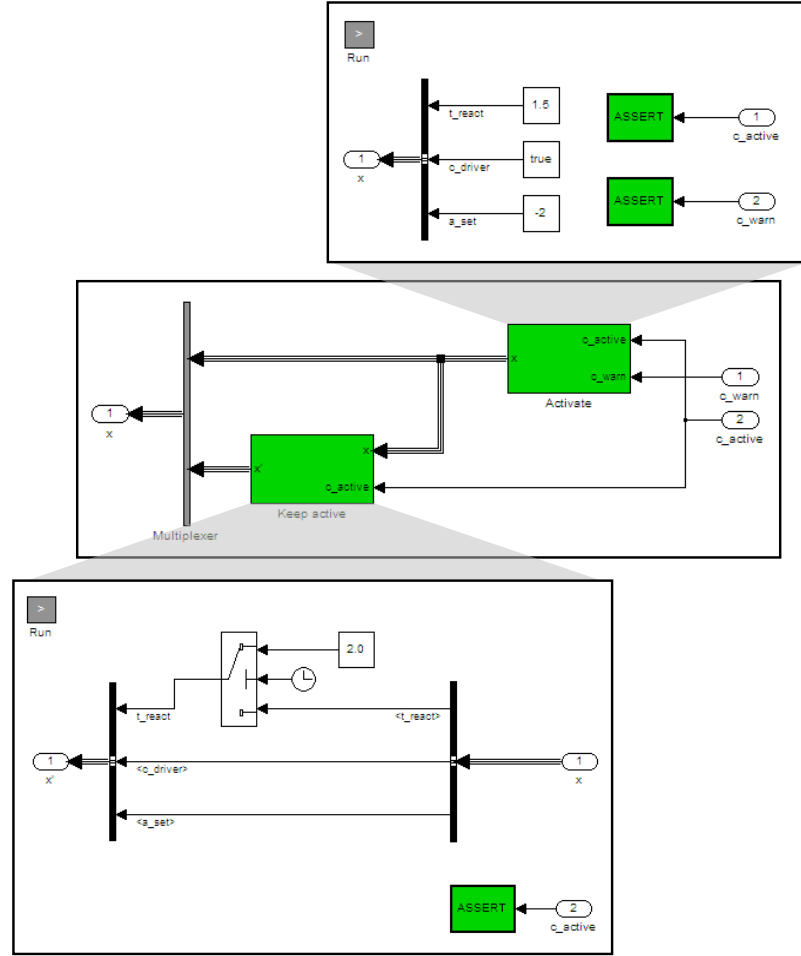 >
Run
1.5
t_react
ASSERT
1
c_active
1
x
true
c_driver
ASSERT
2
c_warn
-2
a_set
c_active
x
c_warn
Activate
1
c_warn
2
c_active
1
x
x
x'
c_active
Keep active
Multiplexer
>
Run
2.0
t_react
<t_react>
1
x'
<c_driver>
1
x
<a_set>
ASSERT
2
c_active